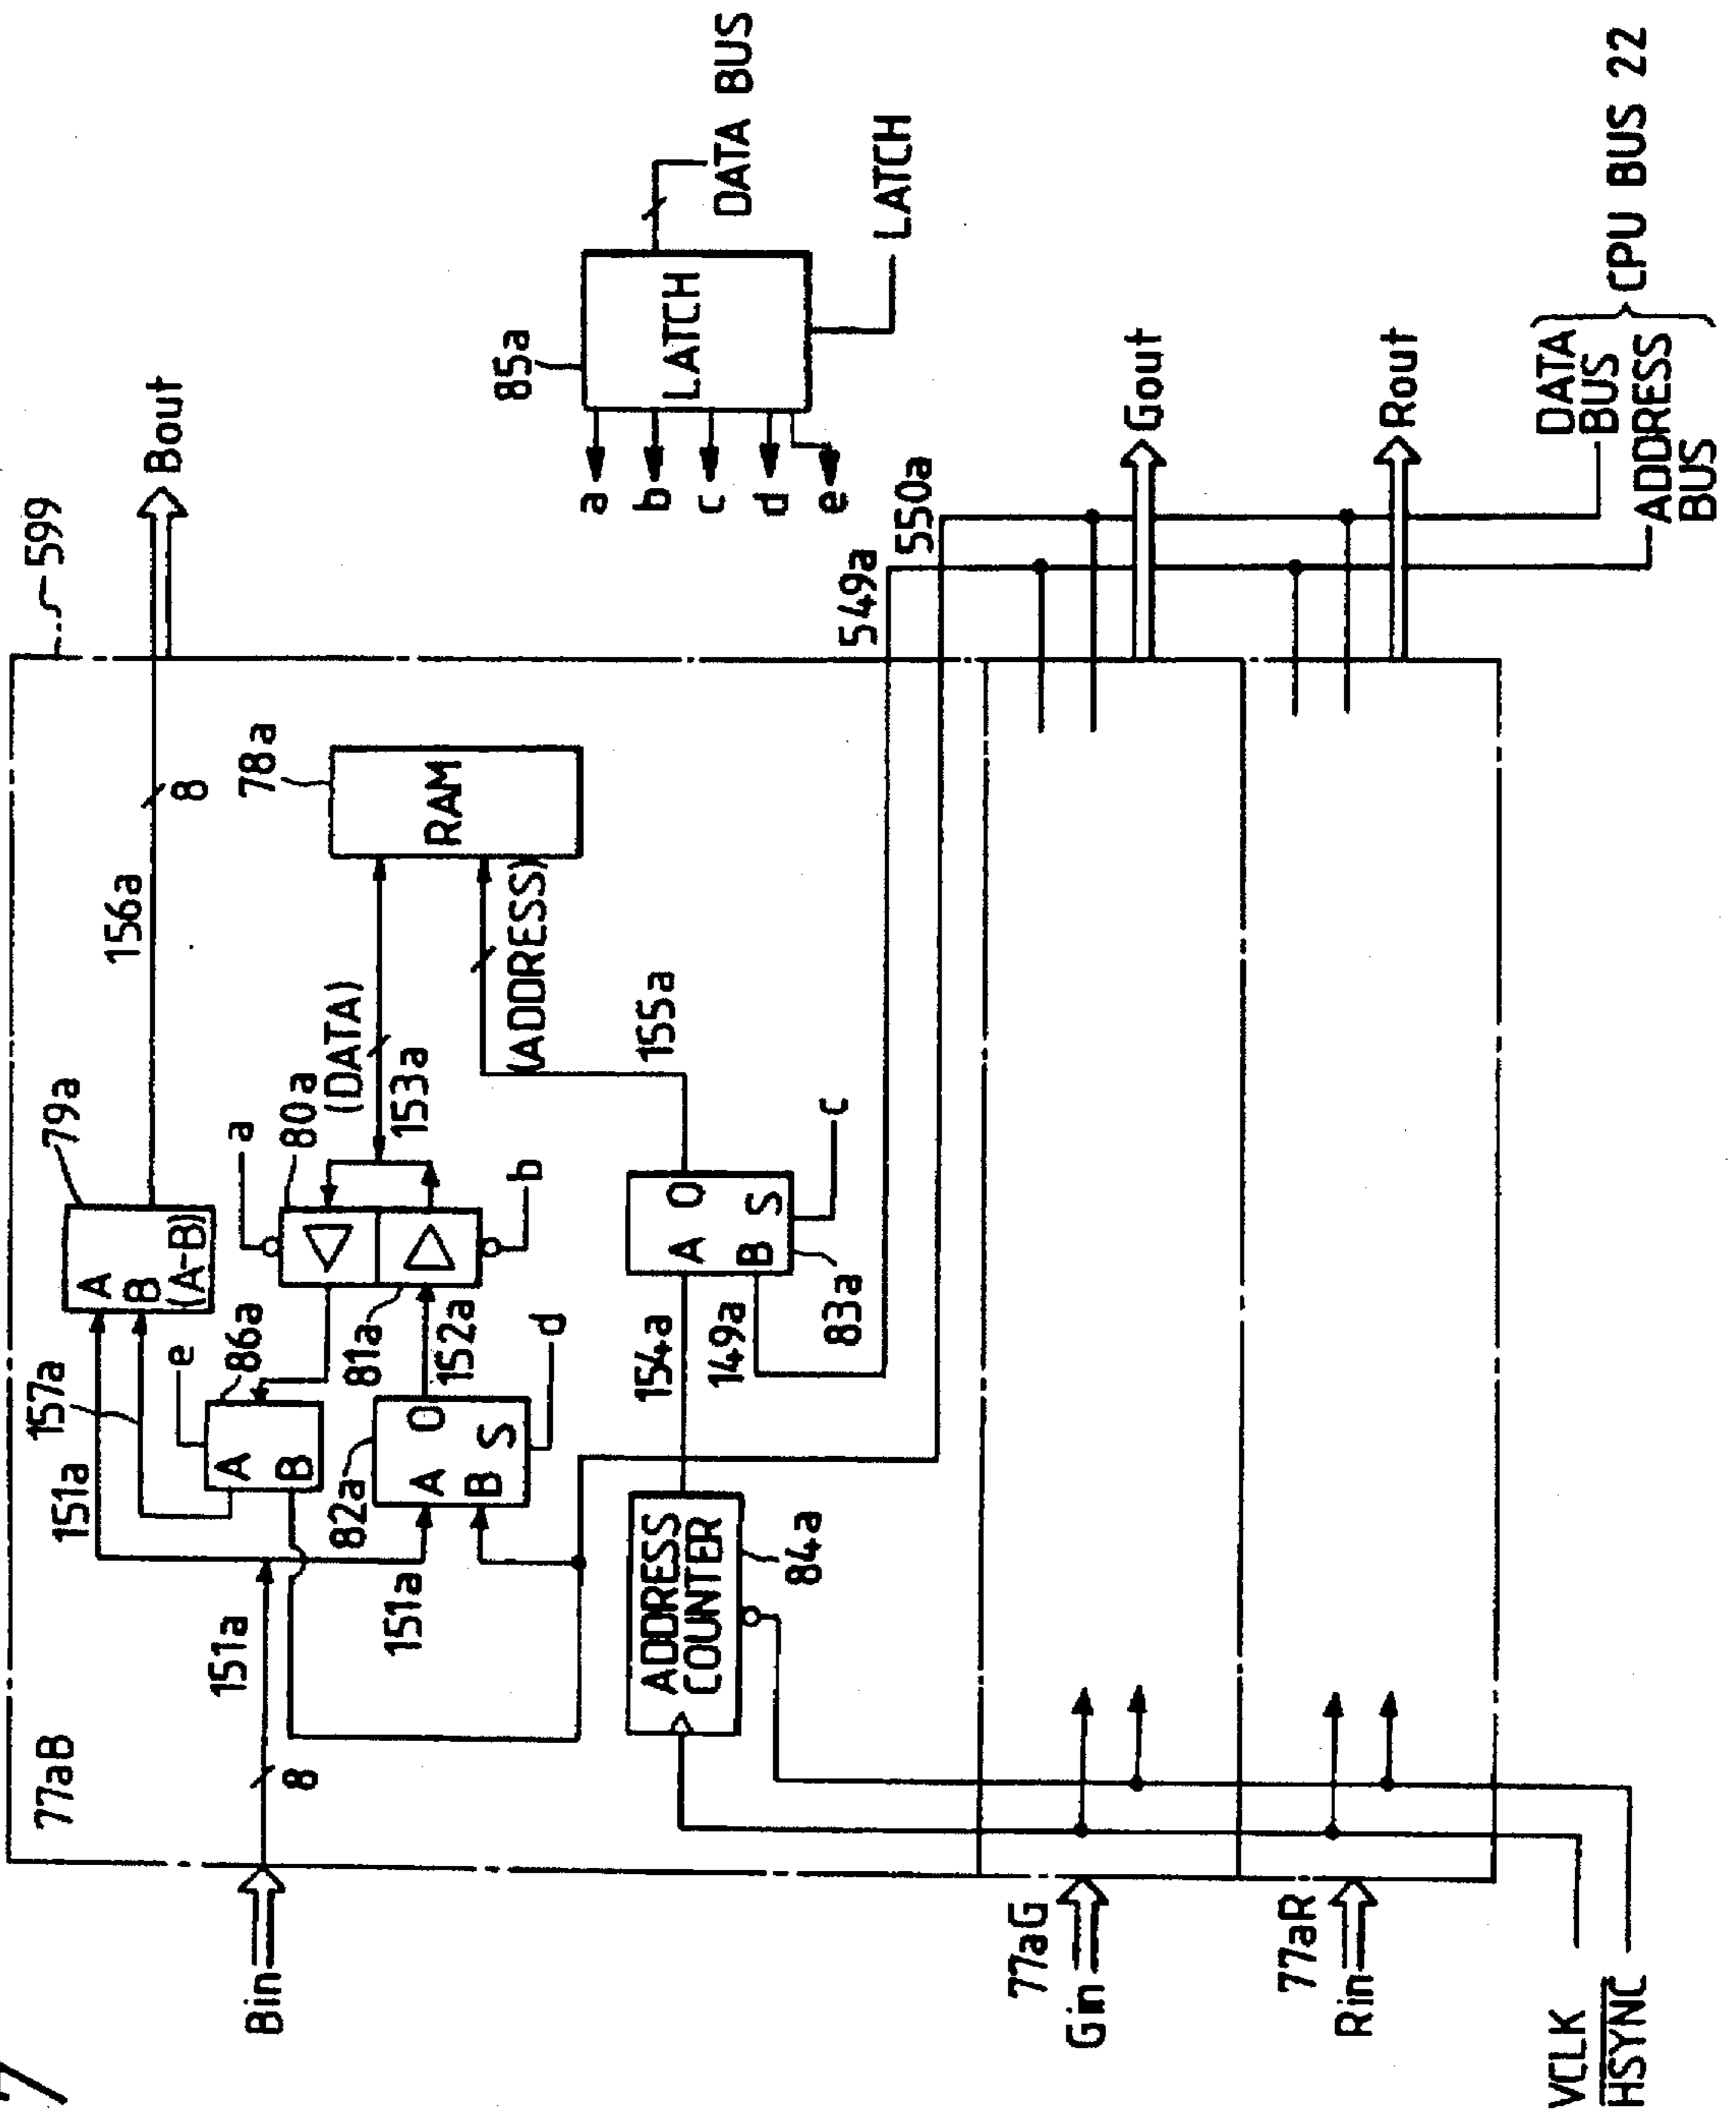 7
77aB
599
Bin
8
151a
151a
151a
157a
e
86a
A
B
79a
A
B
(A-B)
156a
8
Bout
a
80a
(DATA)
153a
81a
152a
b
82a
A
B
O
S
d
78a
RAM
(ADDRESS)
155a
ADDRESS
COUNTER
84a
154a
149a
A
B
O
S
83a
c
85a
LATCH
a
b
c
d
e
DATA BUS
LATCH
549a
550a
77aG
Gin
Gout
77aR
Rin
Rout
VCLK
HSYNC
DATA
BUS
ADDRESS
BUS
CPU BUS 22